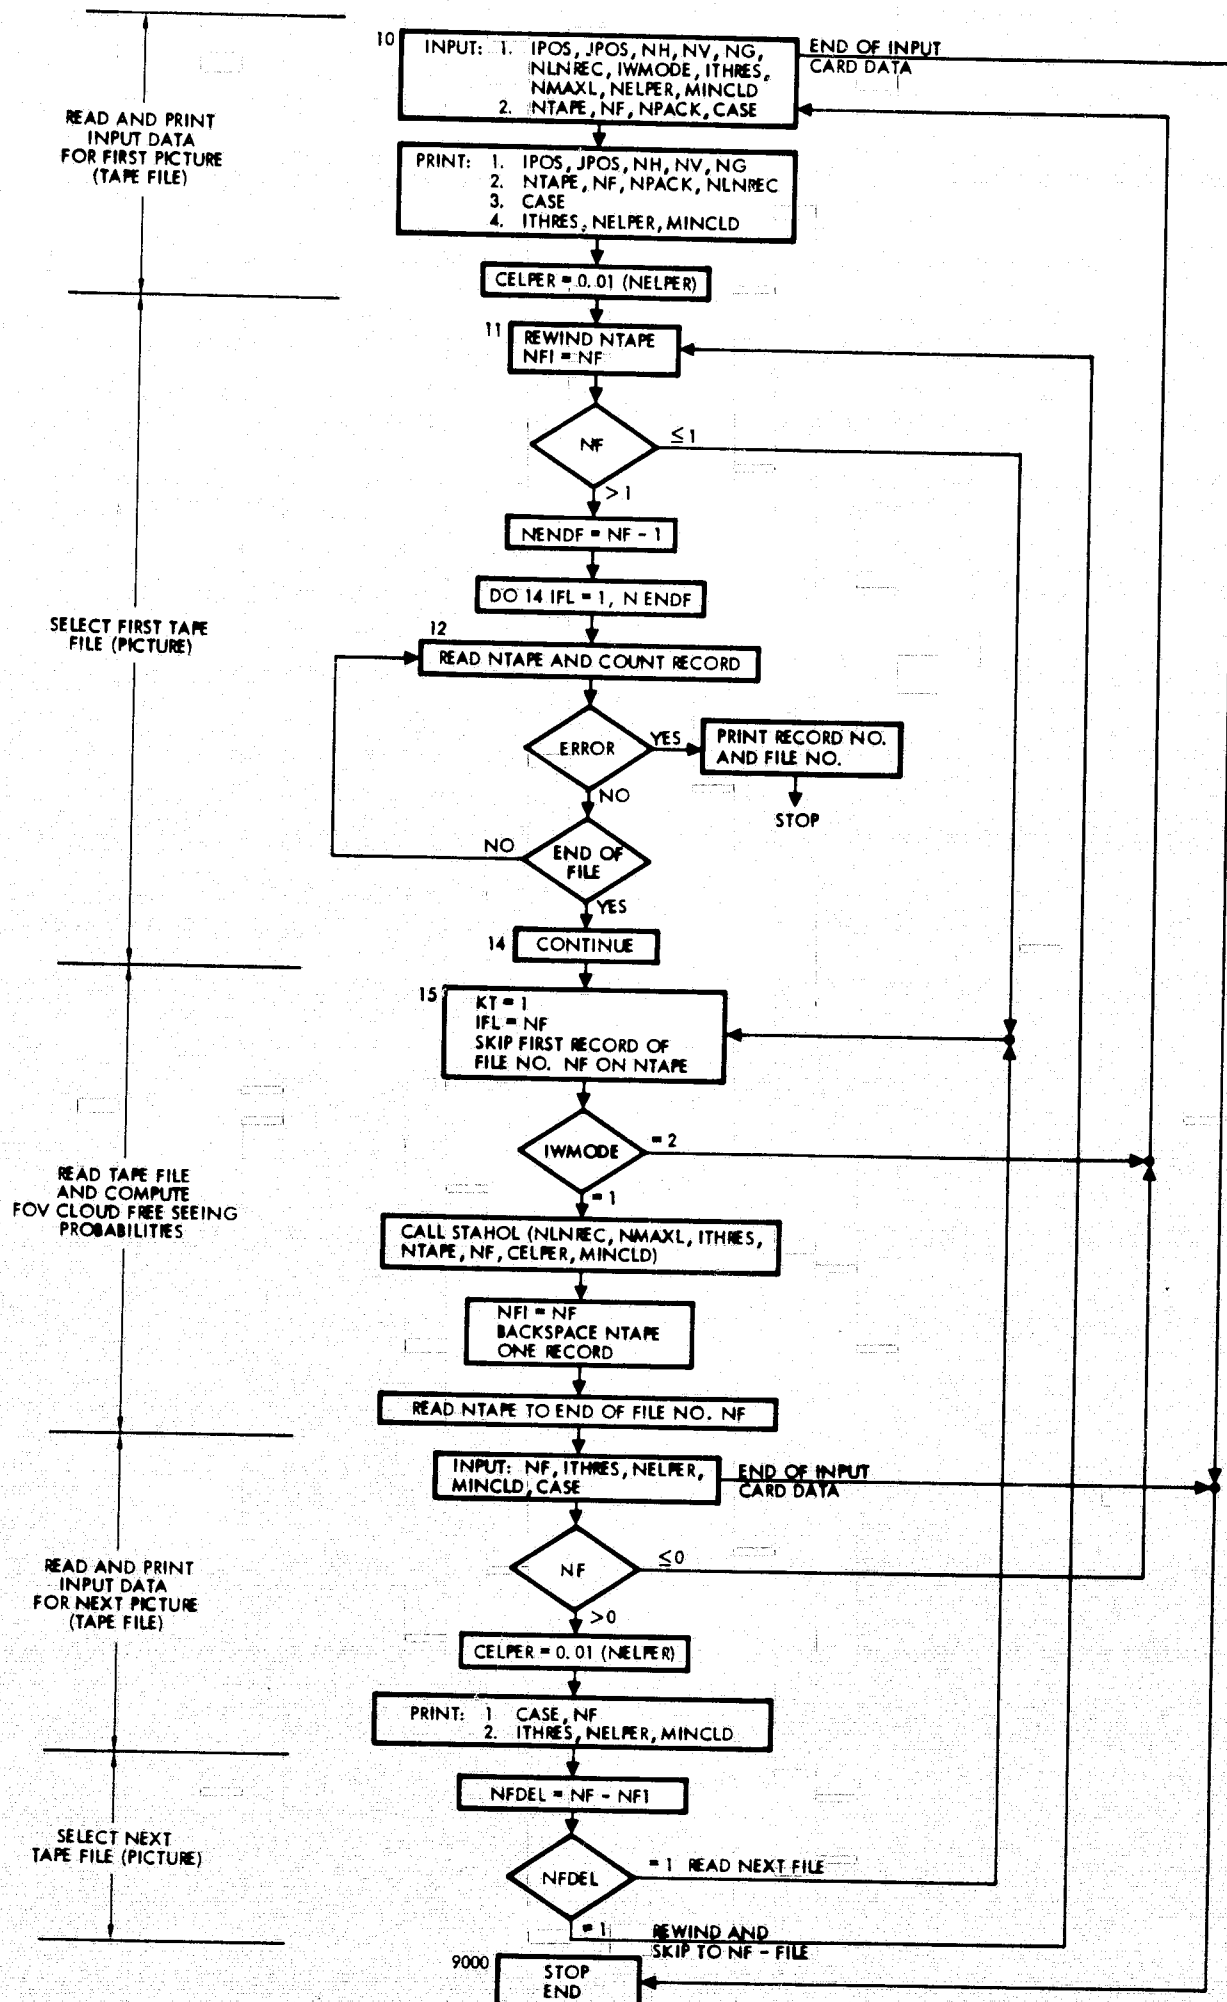 10
INPUT: 1. IPOS, JPOS, NH, NV, NG,
NLNREC, IWMODE, ITHRES,
NMAXL, NELPER, MINCLD
2. NTAPE, NF, NPACK, CASE
END OF INPUT
CARD DATA
READ AND PRINT
INPUT DATA
FOR FIRST PICTURE
(TAPE FILE)
PRINT: 1. IPOS, JPOS, NH, NV, NG
2. NTAPE, NF, NPACK, NLNREC
3. CASE
4. ITHRES, NELPER, MINCLD
CELPER = 0.01 (NELPER)
11
REWIND NTAPE
NFI = NF
NF
≤1
>1
NENDF = NF - 1
DO 14 IFL = 1, N ENDF
SELECT FIRST TAPE
FILE (PICTURE)
12
READ NTAPE AND COUNT RECORD
ERROR
YES
PRINT RECORD NO.
AND FILE NO.
STOP
NO
NO
END OF
FILE
YES
14
CONTINUE
15
KT = 1
IFL = NF
SKIP FIRST RECORD OF
FILE NO. NF ON NTAPE
IWMODE
= 2
= 1
READ TAPE FILE
AND COMPUTE
FOV CLOUD FREE SEEING
PROBABILITIES
CALL STAHOL (NLNREC, NMAXL, ITHRES,
NTAPE, NF, CELPER, MINCLD)
NFI = NF
BACKSPACE NTAPE
ONE RECORD
READ NTAPE TO END OF FILE NO. NF
INPUT: NF, ITHRES, NELPER,
MINCLD, CASE
END OF INPUT
CARD DATA
NF
≤0
>0
READ AND PRINT
INPUT DATA
FOR NEXT PICTURE
(TAPE FILE)
CELPER = 0.01 (NELPER)
PRINT: 1 CASE, NF
2. ITHRES, NELPER, MINCLD
NFDEL = NF - NF1
SELECT NEXT
TAPE FILE (PICTURE)
NFDEL
= 1 READ NEXT FILE
= 1
REWIND AND
SKIP TO NF - FILE
9000
STOP
END